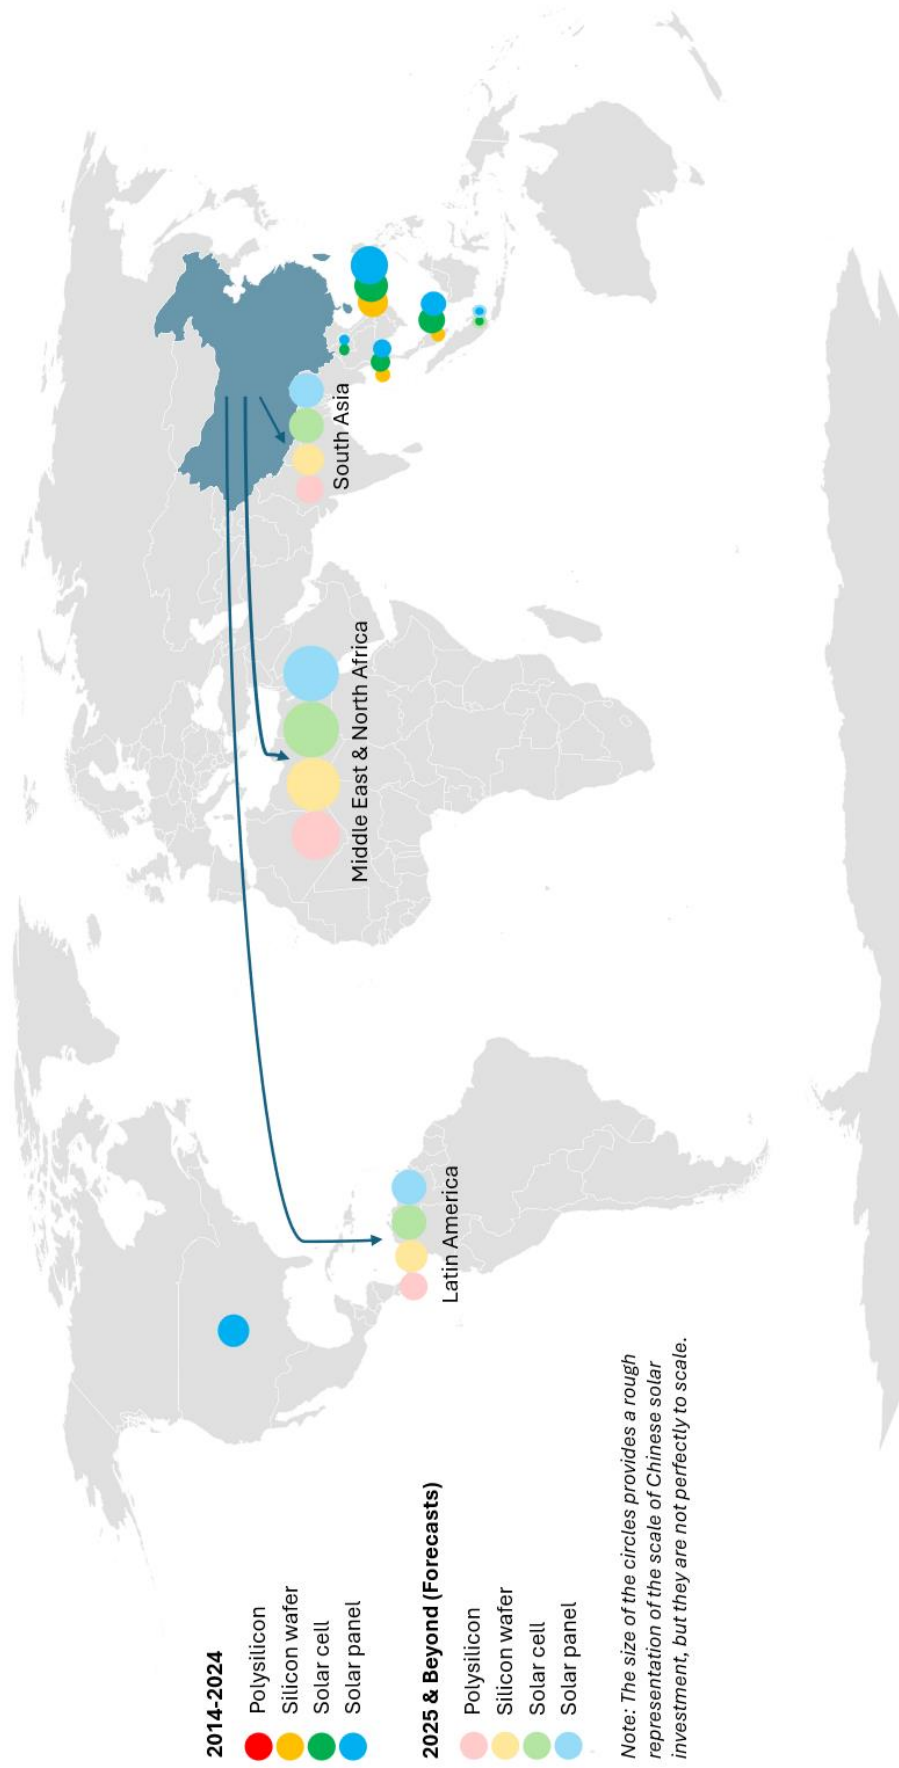 2014-2024
Polysilicon
Silicon wafer
Solar cell
Solar panel
2025 & Beyond (Forecasts)
Polysilicon
Silicon wafer
Solar cell
Solar panel
Note: The size of the circles provides a rough
representation of the scale of Chinese solar
investment, but they are not perfectly to scale.
Latin America
Middle East & North Africa
South Asia